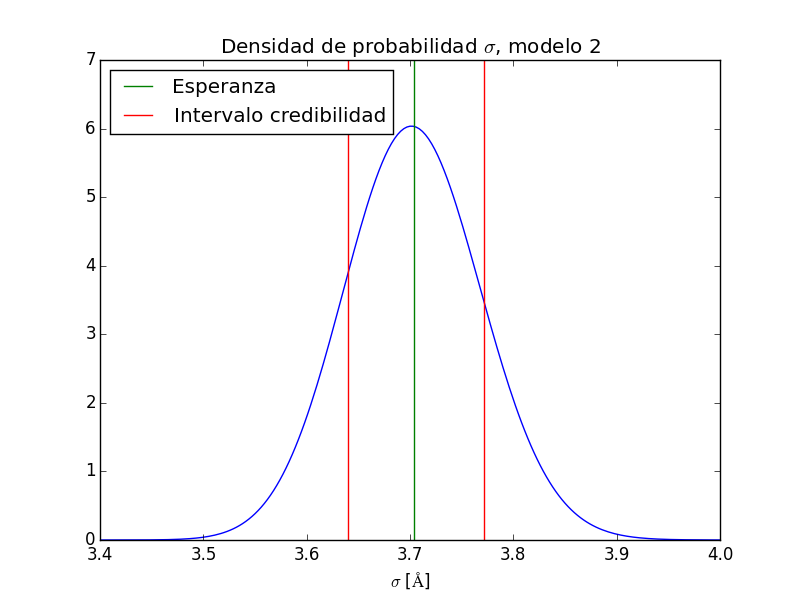 Densidad de probabilidad σ, modelo 2
7
Esperanza
Intervalo credibilidad
6
5
4
3
2
1
0
3.4 3.5 3.6 3.7 3.8 3.9 4.0
σ [Å]